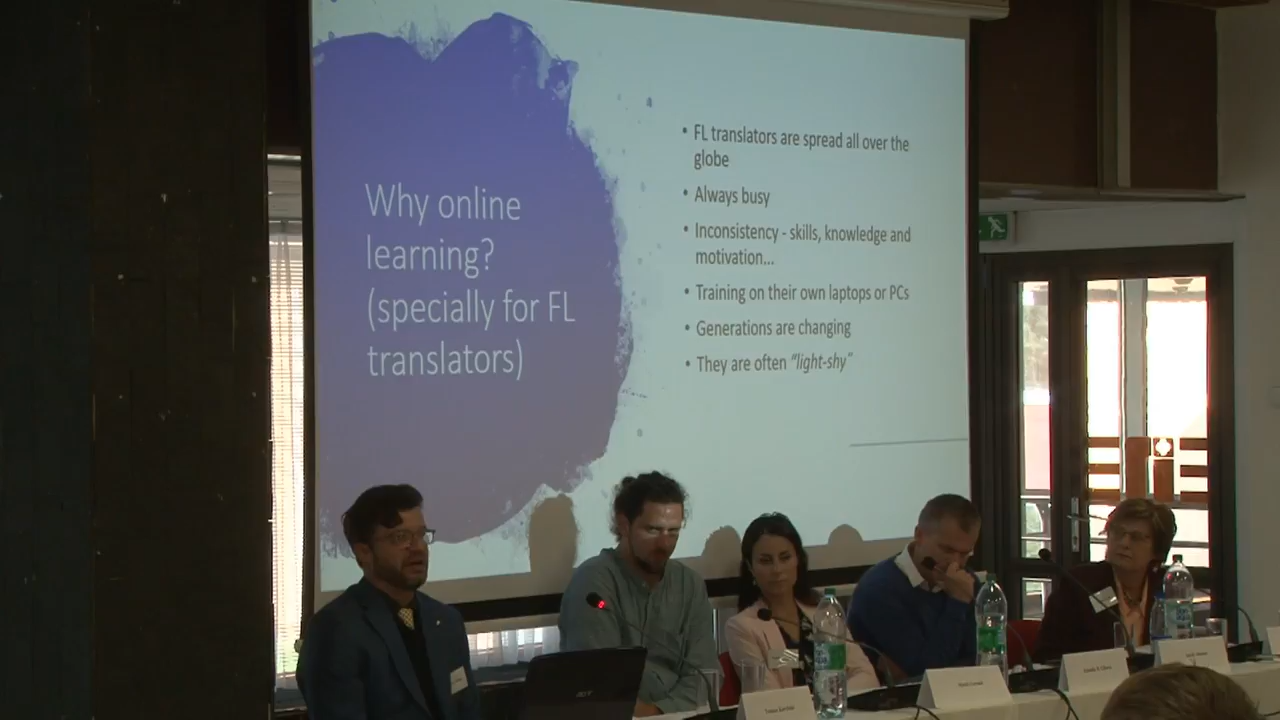 Why online
learning?
(specially for FL
translators)
• FL translators are spread all over the
globe
• Always busy
• Inconsistency - skills, knowledge and
motivation...
• Training on their own laptops or PCs
• Generations are changing
• They are often "light-shy"
acer